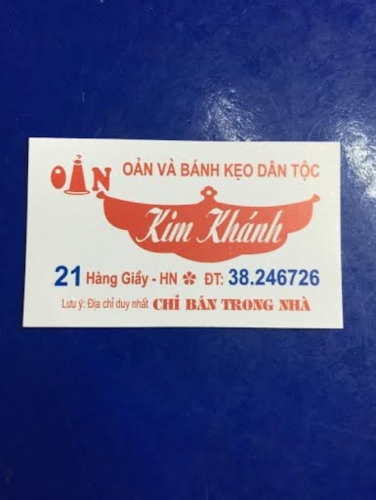 OẢN OẢN VÀ BÁNH KẸO DÂN TỘC
Kim Khánh
21 Hàng Giầy - HN ĐT: 38.246726
Lưu ý: Địa chỉ duy nhất CHỈ BÁN TRONG NHÀ